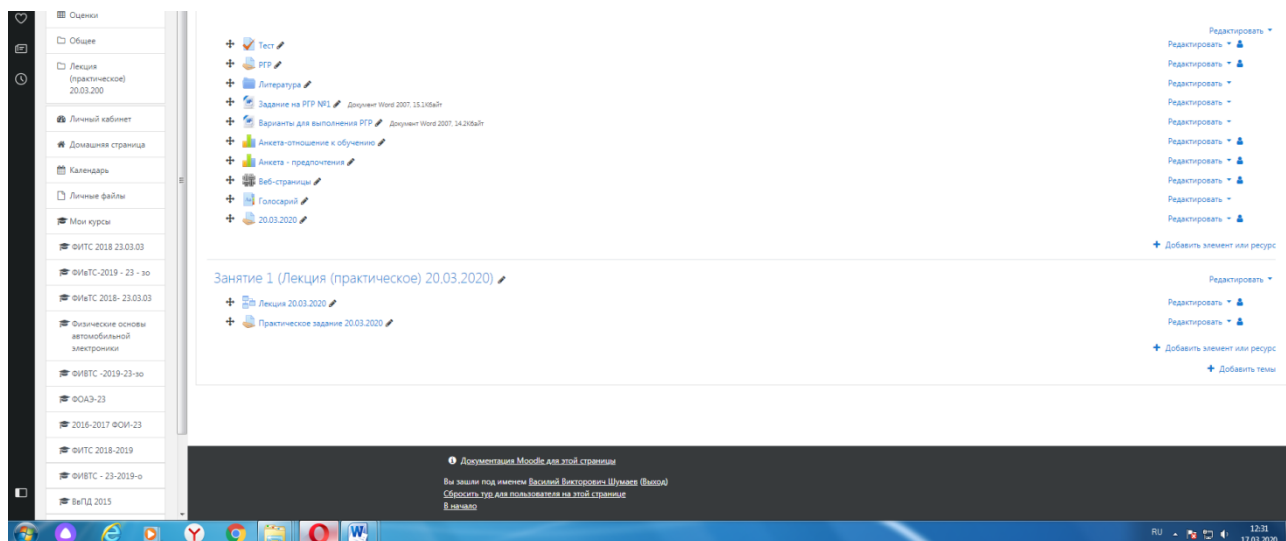 Оценки
Общее
Лекция
(практическое)
20.03.200
Личный кабинет
Домашняя страница
Календарь
Личные файлы
Мои курсы
ФИТС 2018 23.03.03
ФИвТС-2019 - 23 - зо
ФИвТС 2018- 23.03.03
Физические основы
автомобильной
электроники
ФИВТС -2019-23-зо
ФОАЭ-23
2016-2017 ФОИ-23
ФИТС 2018-2019
ФИВТС - 23-2019-о
ВвПД 2015
Редактировать
Тест Редактировать
РГР Редактировать
Литература Редактировать
Задание на РГР №1 Документ Word 2007, 15.1Кбайт Редактировать
Варианты для выполнения РГР Документ Word 2007, 14.2Кбайт Редактировать
Анкета-отношение к обучению Редактировать
Анкета - предпочтения Редактировать
Веб-страницы Редактировать
Голосарий Редактировать
20.03.2020 Редактировать
Добавить элемент или ресурс
Занятие 1 (Лекция (практическое) 20.03.2020) Редактировать
Лекция 20.03.2020 Редактировать
Практическое задание 20.03.2020 Редактировать
Добавить элемент или ресурс
Добавить темы
Документация Moodle для этой страницы
Вы зашли под именем Василий Викторович Шумаев (Выход)
Сбросить тур для пользователя на этой странице
В начало
RU 12:31
17.03.2020